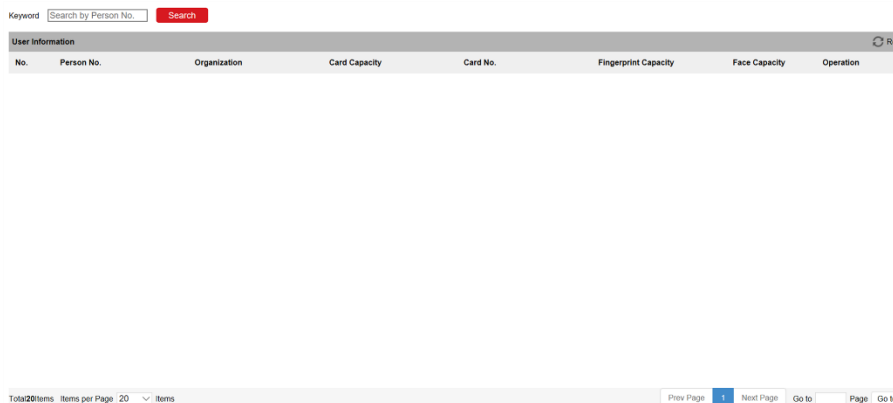 Keyword Search by Person No. Search
User Information
No. Person No. Organization Card Capacity Card No. Fingerprint Capacity Face Capacity Operation
Total20Items Items per Page 20 Items Prev Page 1 Next Page Go to Page